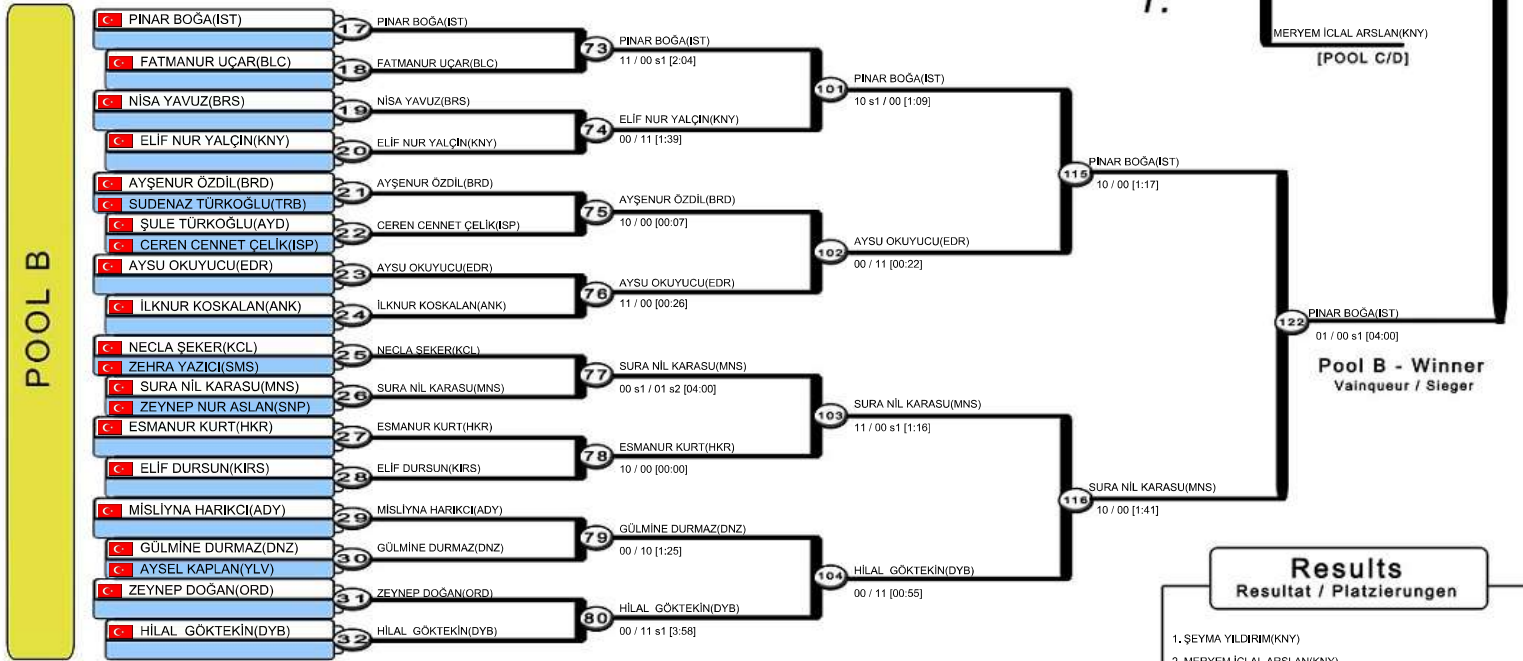 POOL B
PINAR BOĞA(IST)
FATMANUR UÇAR(BLC)
NİSA YAVUZ(BRS)
ELİF NUR YALÇIN(KNY)
AYŞENUR ÖZDİL(BRD)
SUDENAZ TÜRKOĞLU(TRB)
ŞULE TÜRKOĞLU(AYD)
CEREN CENNET ÇELİK(ISP)
AYSU OKUYUCU(EDR)
İLKNUR KOSKALAN(ANK)
NECLA ŞEKER(KCL)
ZEHRA YAZICI(SMS)
SURA NİL KARASU(MNS)
ZEYNEP NUR ASLAN(SNP)
ESMANUR KURT(HKR)
ELİF DURSUN(KIRS)
MİSLİYNA HARIKCI(ADY)
GÜLMİNE DURMAZ(DNZ)
AYSEL KAPLAN(YLV)
ZEYNEP DOĞAN(ORD)
HİLAL GÖKTEKİN(DYB)
17 PINAR BOĞA(IST)
18 FATMANUR UÇAR(BLC)
19 NİSA YAVUZ(BRS)
20 ELİF NUR YALÇIN(KNY)
21 AYŞENUR ÖZDİL(BRD)
22 CEREN CENNET ÇELİK(ISP)
23 AYSU OKUYUCU(EDR)
24 İLKNUR KOSKALAN(ANK)
25 NECLA ŞEKER(KCL)
26 SURA NİL KARASU(MNS)
27 ESMANUR KURT(HKR)
28 ELİF DURSUN(KIRS)
29 MİSLİYNA HARIKCI(ADY)
30 GÜLMİNE DURMAZ(DNZ)
31 ZEYNEP DOĞAN(ORD)
32 HİLAL GÖKTEKİN(DYB)
73 PINAR BOĞA(IST)
11 / 00 s1 [2:04]
74 ELİF NUR YALÇIN(KNY)
00 / 11 [1:39]
75 AYŞENUR ÖZDİL(BRD)
10 / 00 [00:07]
76 AYSU OKUYUCU(EDR)
11 / 00 [00:26]
77 SURA NİL KARASU(MNS)
00 s1 / 01 s2 [04:00]
78 ESMANUR KURT(HKR)
10 / 00 [00:00]
79 GÜLMİNE DURMAZ(DNZ)
00 / 10 [1:25]
80 HİLAL GÖKTEKİN(DYB)
00 / 11 s1 [3:58]
101 PINAR BOĞA(IST)
10 s1 / 00 [1:09]
102 AYSU OKUYUCU(EDR)
00 / 11 [00:22]
103 SURA NİL KARASU(MNS)
11 / 00 s1 [1:16]
104 HİLAL GÖKTEKİN(DYB)
00 / 11 [00:55]
115 PINAR BOĞA(IST)
10 / 00 [1:17]
116 SURA NİL KARASU(MNS)
10 / 00 [1:41]
122 PINAR BOĞA(IST)
01 / 00 s1 [04:00]
Pool B - Winner
Vainqueur / Sieger
MERYEM İCLAL ARSLAN(KNY)
[POOL C/D]
Results
Resultat / Platzierungen
1. ŞEYMA YILDIRIM(KNY)
2. MERYEM İCLAL ARSLAN(KNY)